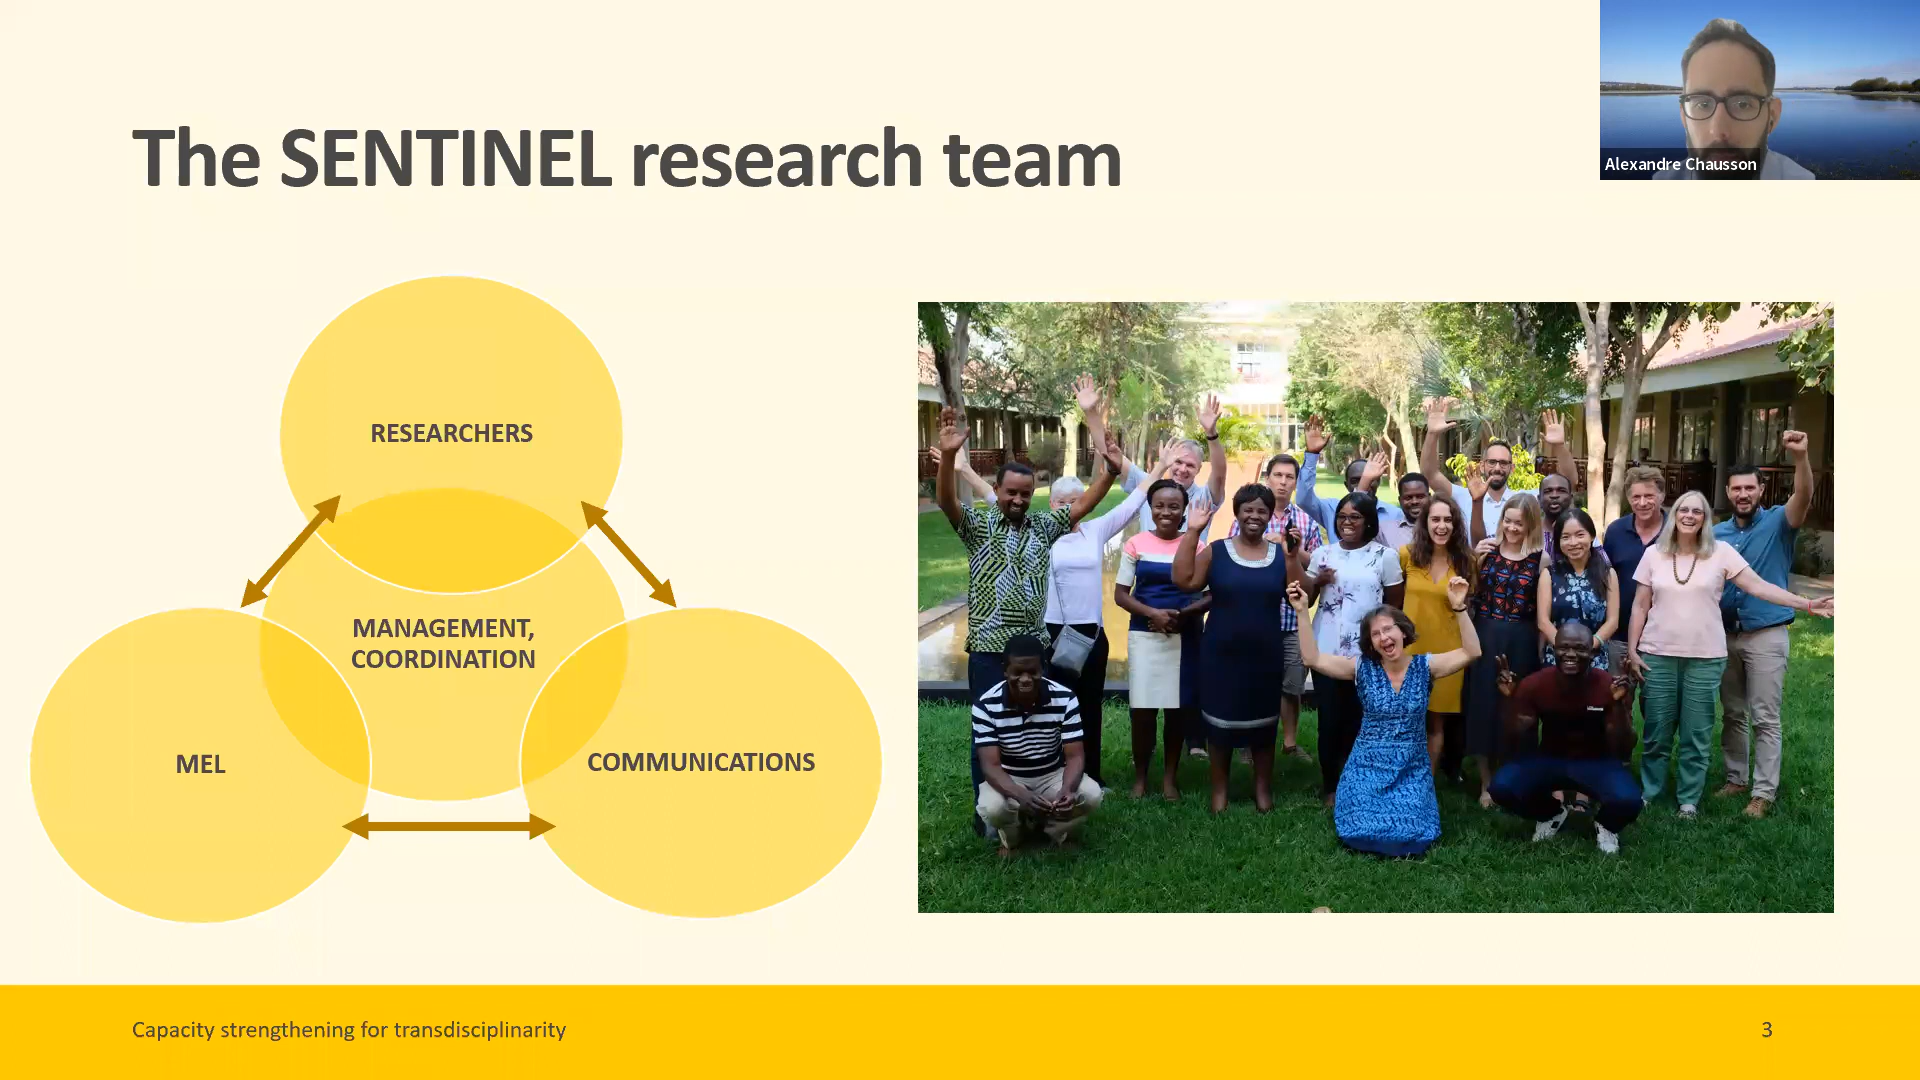 The SENTINEL research team
Alexandre Chausson
RESEARCHERS
MANAGEMENT,
COORDINATION
MEL
COMMUNICATIONS
Capacity strengthening for transdisciplinarity
3